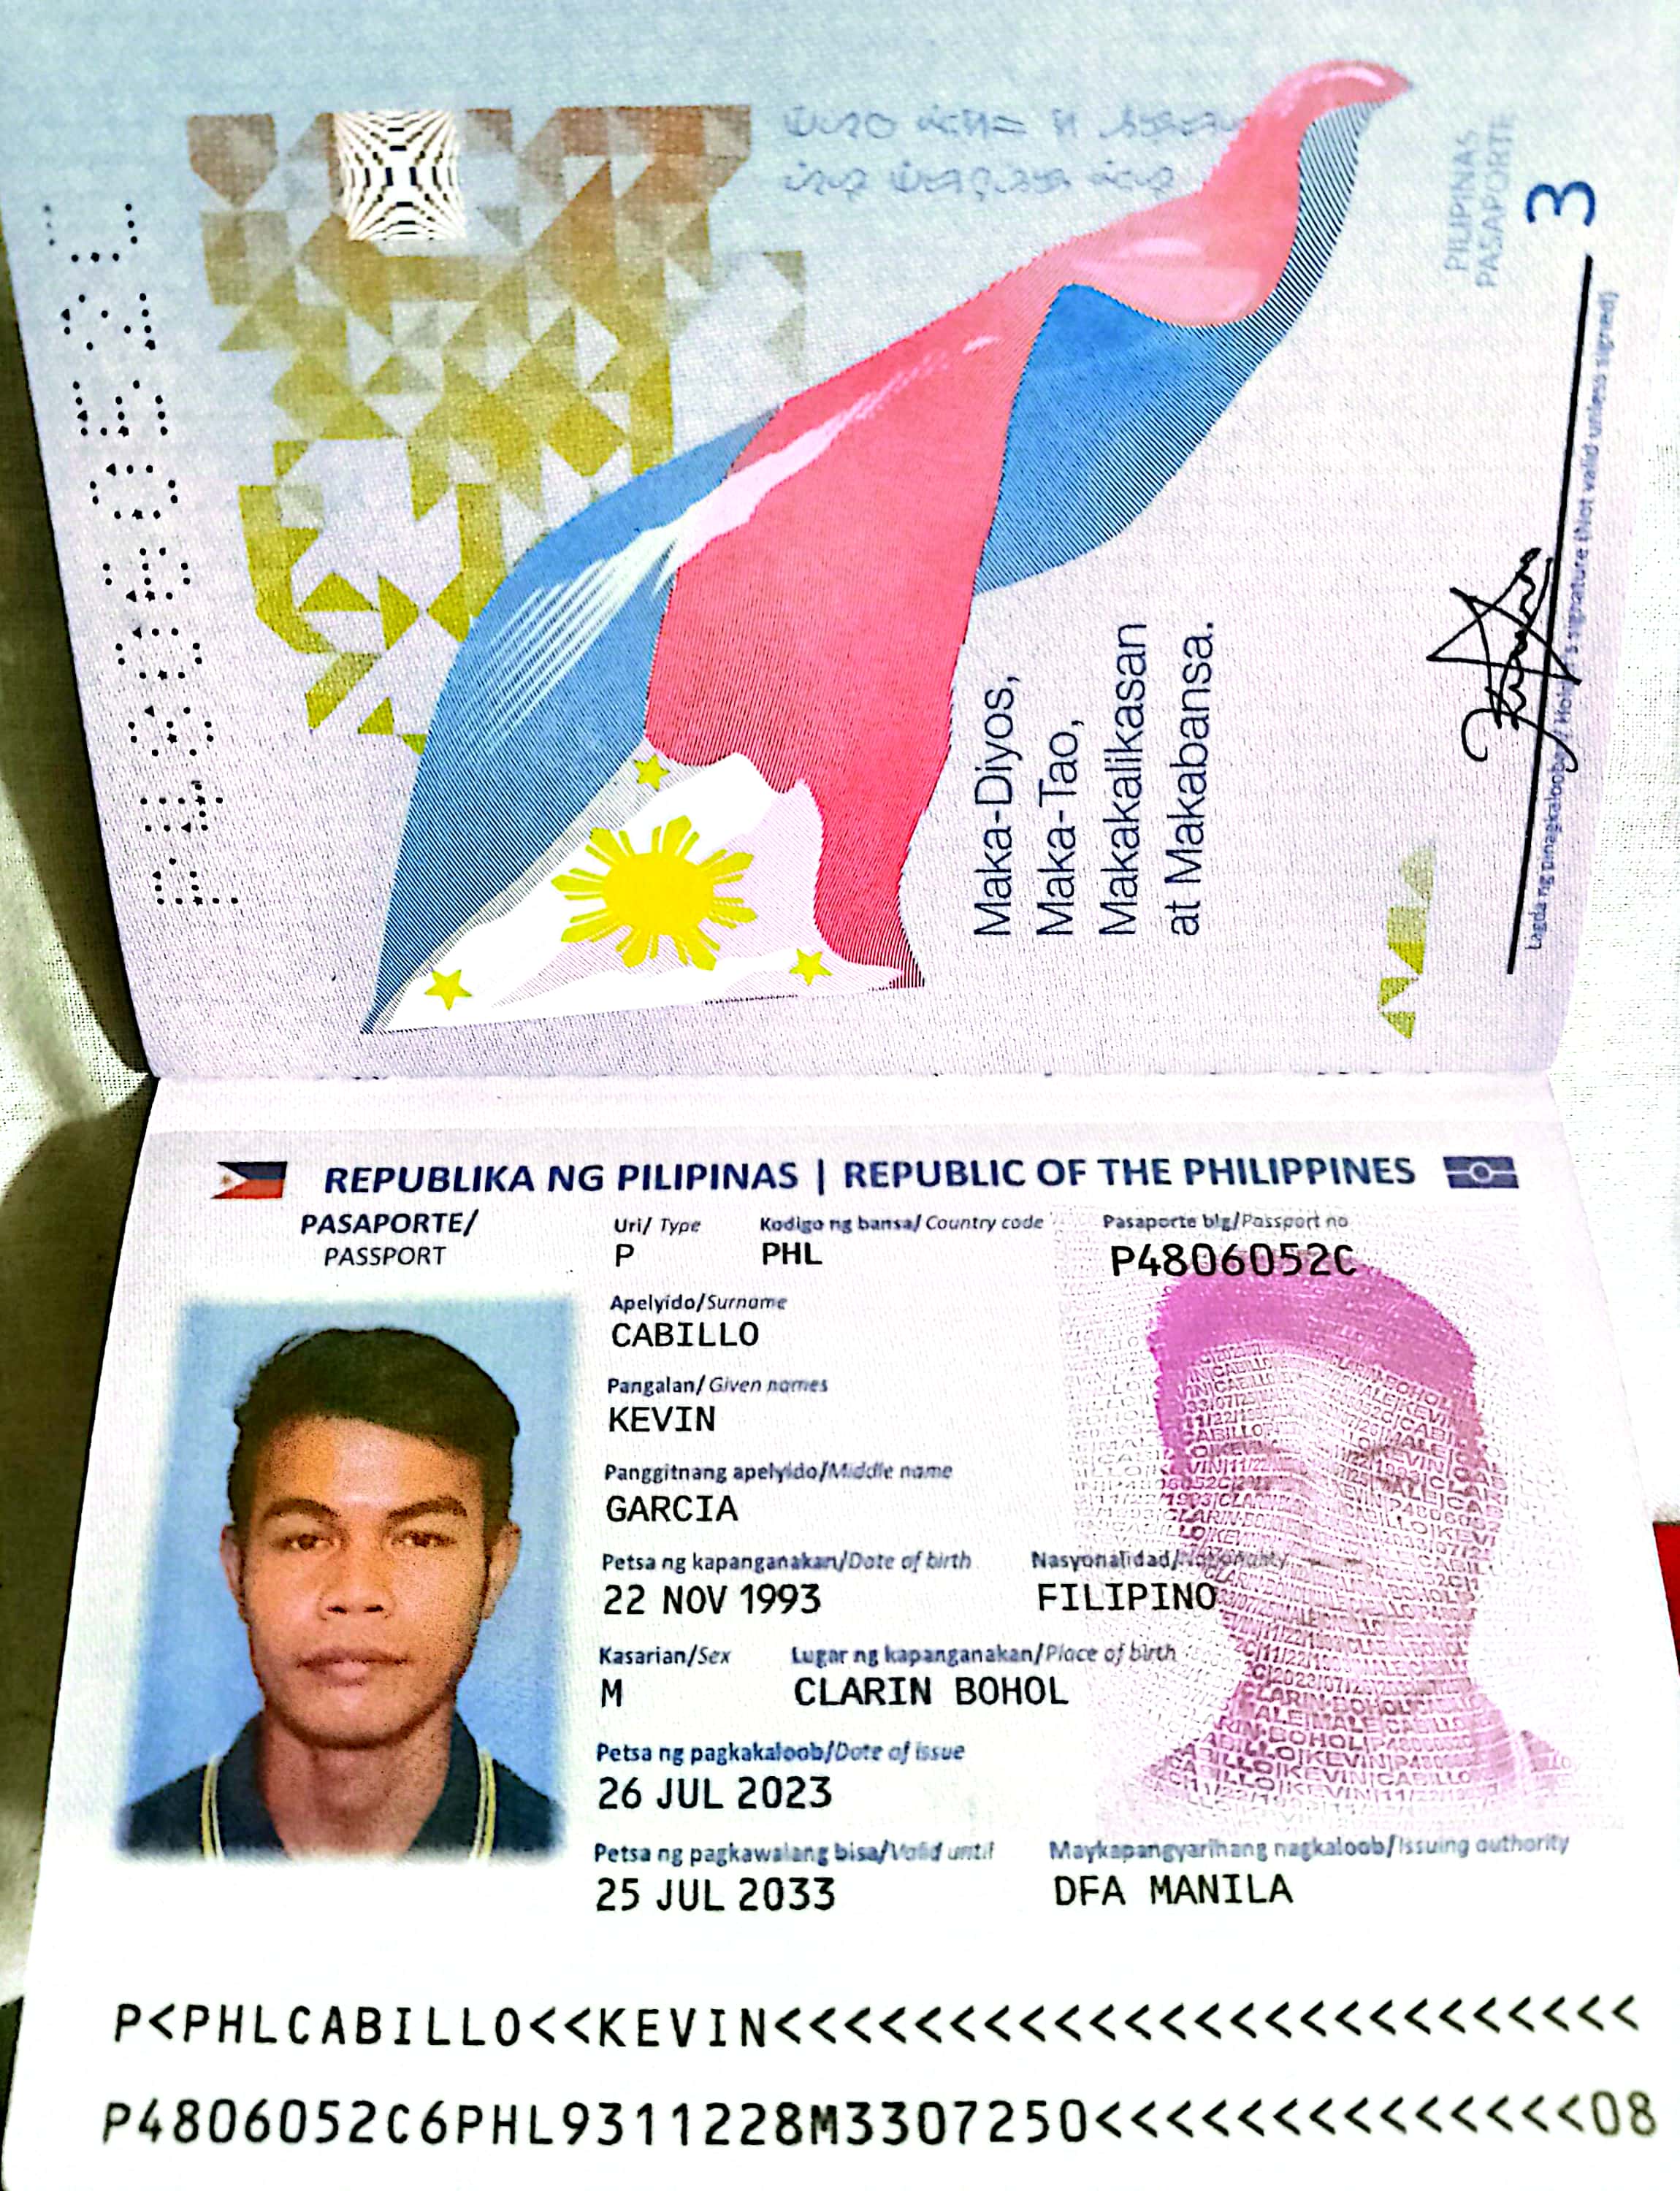 PILIPINAS
PASAPORTE
3
Maka-Diyos,
Maka-Tao,
Makakalikasan
at Makabansa.
Lagda ng pinagkalooban / Holder's signature (Not valid unless signed)
REPUBLIKA NG PILIPINAS | REPUBLIC OF THE PHILIPPINES
PASAPORTE/
PASSPORT
Uri/ Type
Kodigo ng bansa/ Country code
Pasaporte blg/Passport no
P
PHL
P4806052C
Apelyido/Surname
CABILLO
Pangalan/ Given names
KEVIN
Panggitnang apelyido/Middle name
GARCIA
Petsa ng kapanganakan/Date of birth
Nasyonalidad/Nationality
22 NOV 1993
FILIPINO
Kasarian/Sex
Lugar ng kapanganakan/Place of birth
M
CLARIN BOHOL
Petsa ng pagkakaloob/Date of issue
26 JUL 2023
Petsa ng pagkawalang bisa/Valid until
Maykapangyarihang nagkaloob/Issuing authority
25 JUL 2033
DFA MANILA
P<PHLCABILLO<<KEVIN<<<<<<<<<<<<<<<<<<<<<<<<<
P4806052C6PHL9311228M3307250<<<<<<<<<<<<<<08